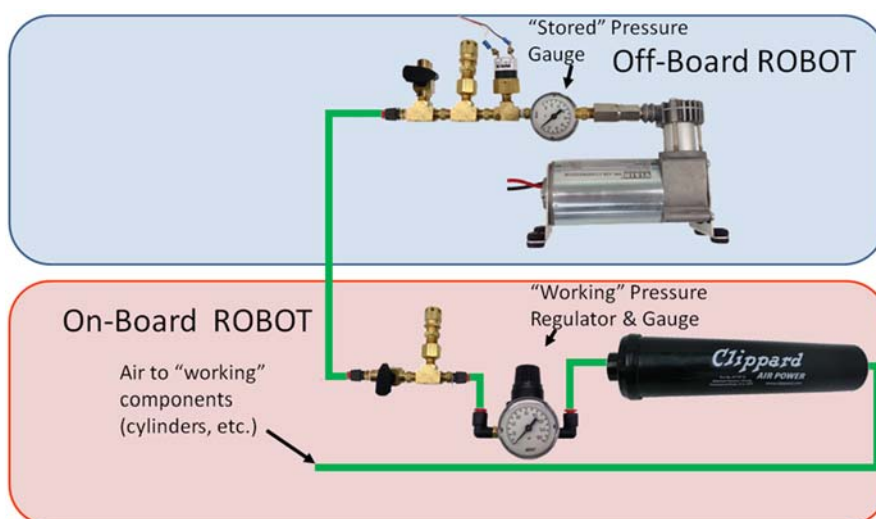 “Stored” Pressure
Gauge
Off-Board ROBOT
“Working” Pressure
Regulator & Gauge
On-Board ROBOT
Air to “working”
components
(cylinders, etc.)
Clippard
AIR POWER